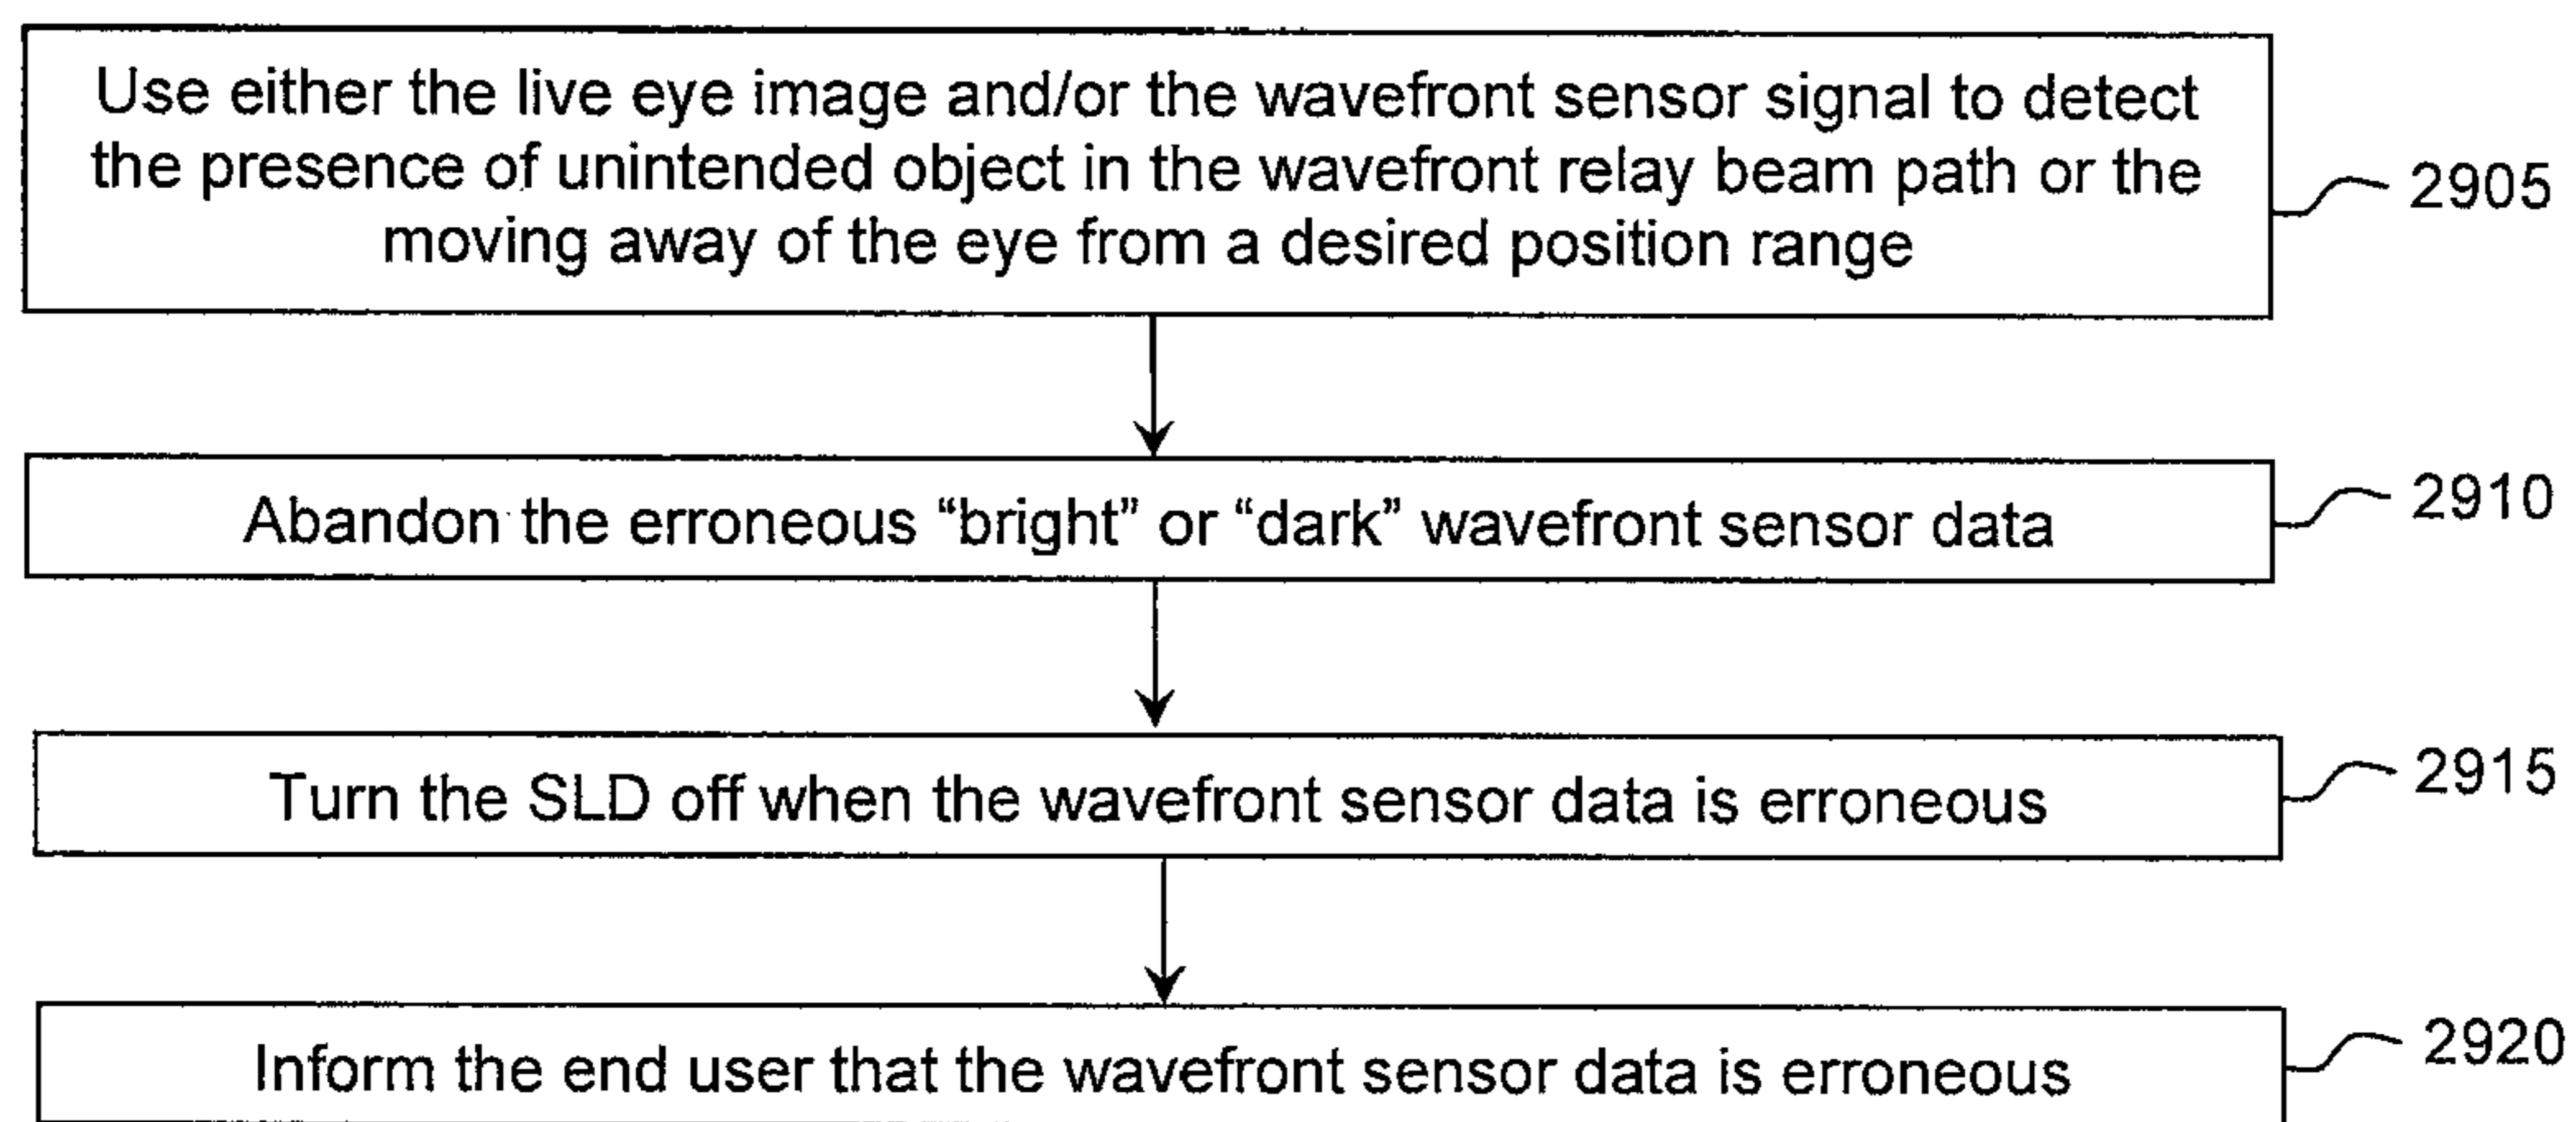 Use either the live eye image and/or the wavefront sensor signal to detect
the presence of unintended object in the wavefront relay beam path or the
moving away of the eye from a desired position range
2905
Abandon the erroneous “bright” or “dark” wavefront sensor data
2910
Turn the SLD off when the wavefront sensor data is erroneous
2915
Inform the end user that the wavefront sensor data is erroneous
2920